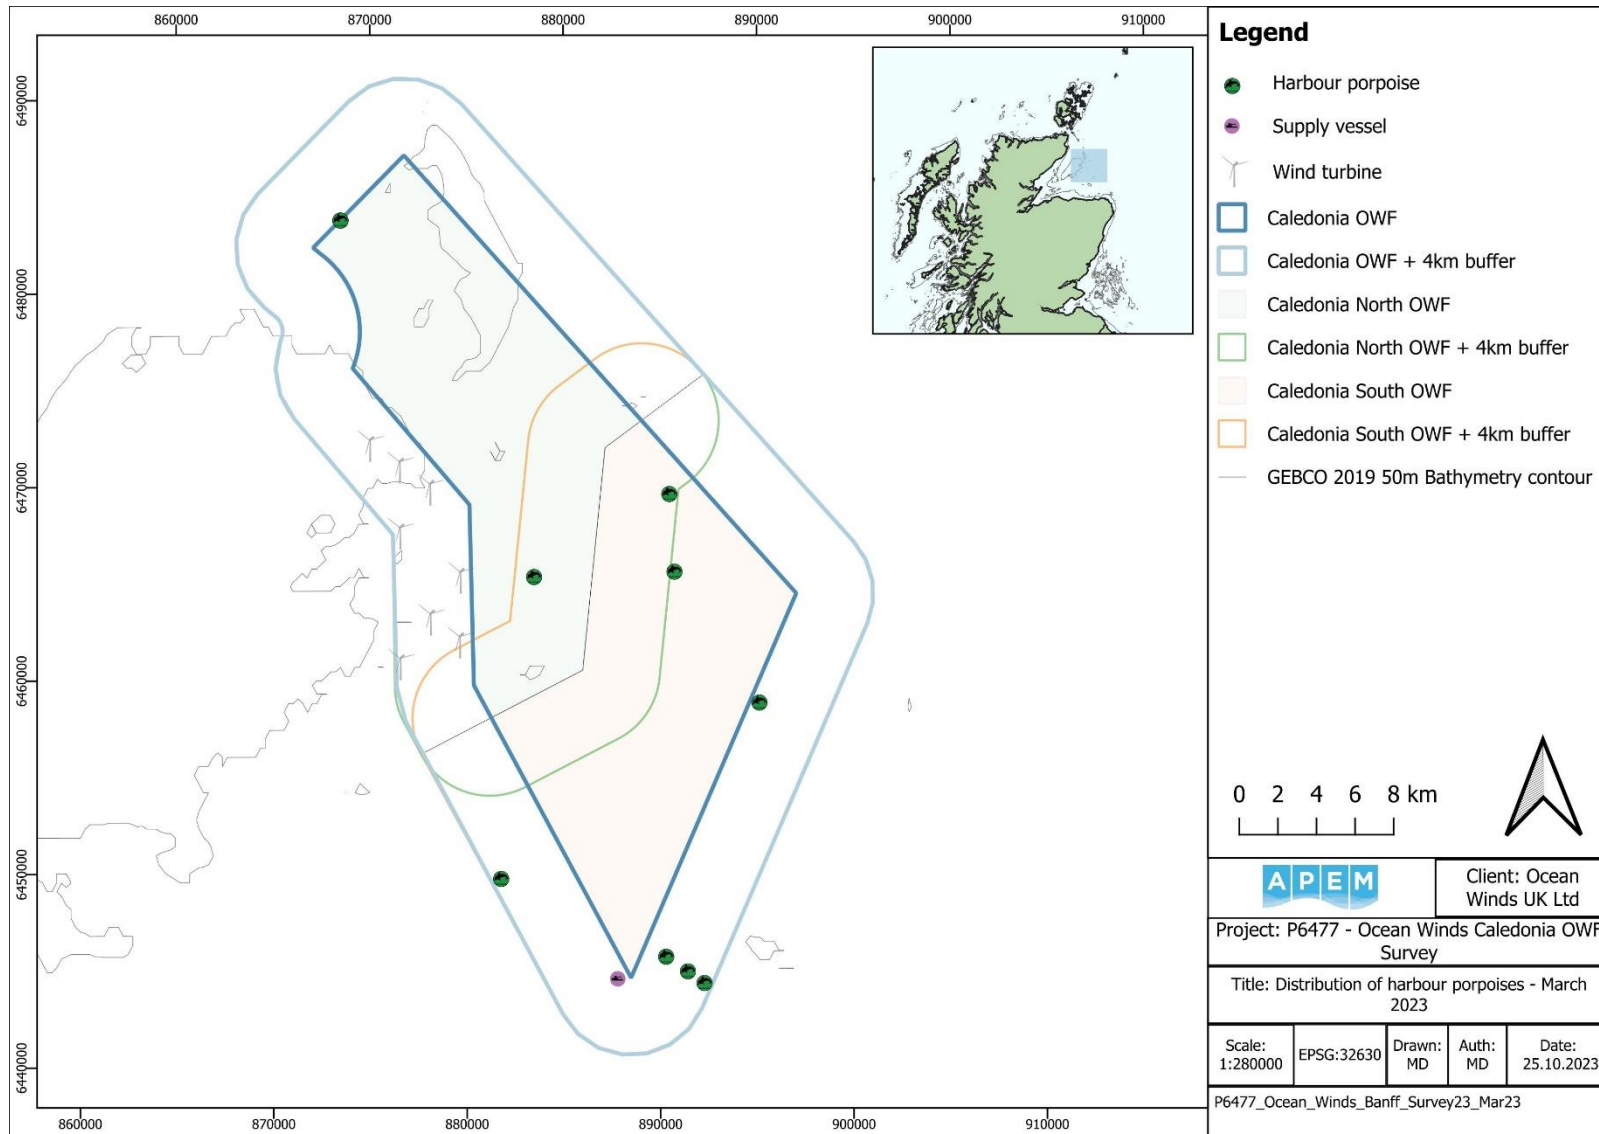 860000 870000 880000 890000 900000 910000
6490000
6480000
6470000
6460000
6450000
6440000
860000 870000 880000 890000 900000 910000
Legend
Harbour porpoise
Supply vessel
Wind turbine
Caledonia OWF
Caledonia OWF + 4km buffer
Caledonia North OWF
Caledonia North OWF + 4km buffer
Caledonia South OWF
Caledonia South OWF + 4km buffer
GEBCO 2019 50m Bathymetry contour
0 2 4 6 8 km
APEM
Client: Ocean
Winds UK Ltd
Project: P6477 - Ocean Winds Caledonia OWF
Survey
Title: Distribution of harbour porpoises - March
2023
Scale:
1:280000
EPSG:32630
Drawn:
MD
Auth:
MD
Date:
25.10.2023
P6477_Ocean_Winds_Banff_Survey23_Mar23